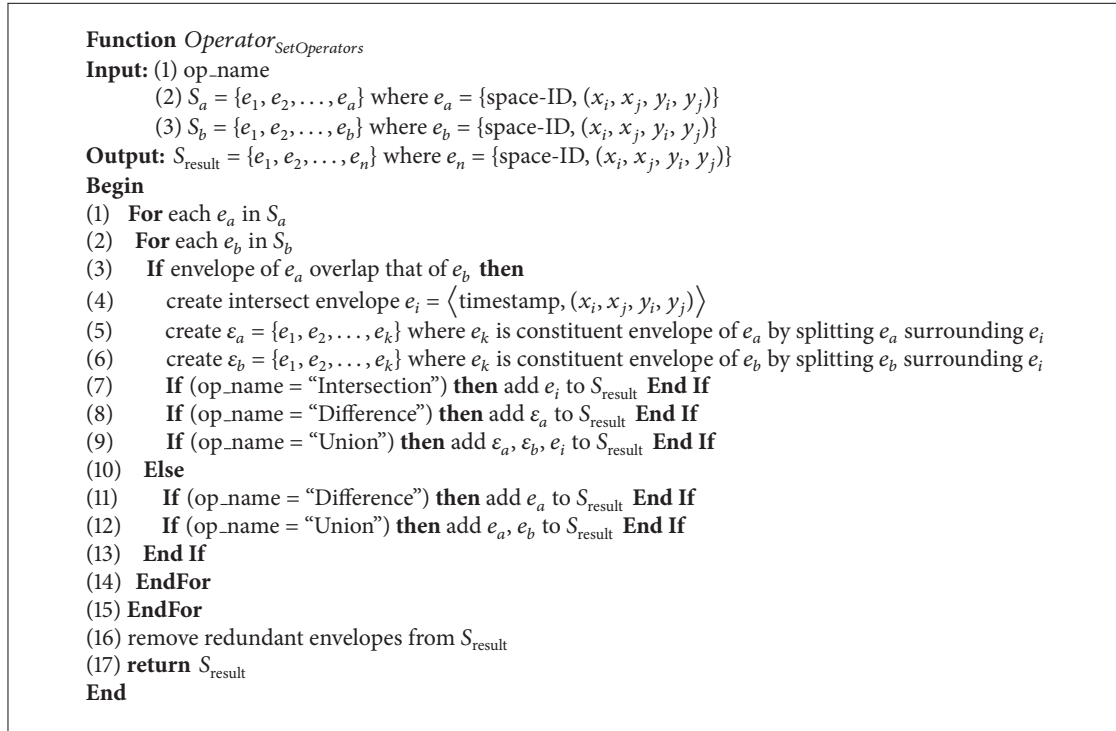 Function Operator_SetOperators
Input: (1) op_name
(2) S_a = {e_1, e_2, . . . , e_a} where e_a = {space-ID, (x_i, x_j, y_i, y_j)}
(3) S_b = {e_1, e_2, . . . , e_b} where e_b = {space-ID, (x_i, x_j, y_i, y_j)}
Output: S_result = {e_1, e_2, . . . , e_n} where e_n = {space-ID, (x_i, x_j, y_i, y_j)}
Begin
(1) For each e_a in S_a
(2) For each e_b in S_b
(3) If envelope of e_a overlap that of e_b then
(4) create intersect envelope e_i = ⟨timestamp, (x_i, x_j, y_i, y_j)⟩
(5) create ε_a = {e_1, e_2, . . . , e_k} where e_k is constituent envelope of e_a by splitting e_a surrounding e_i
(6) create ε_b = {e_1, e_2, . . . , e_k} where e_k is constituent envelope of e_b by splitting e_b surrounding e_i
(7) If (op_name = “Intersection”) then add e_i to S_result End If
(8) If (op_name = “Difference”) then add ε_a to S_result End If
(9) If (op_name = “Union”) then add ε_a, ε_b, e_i to S_result End If
(10) Else
(11) If (op_name = “Difference”) then add e_a to S_result End If
(12) If (op_name = “Union”) then add e_a, e_b to S_result End If
(13) End If
(14) EndFor
(15) EndFor
(16) remove redundant envelopes from S_result
(17) return S_result
End